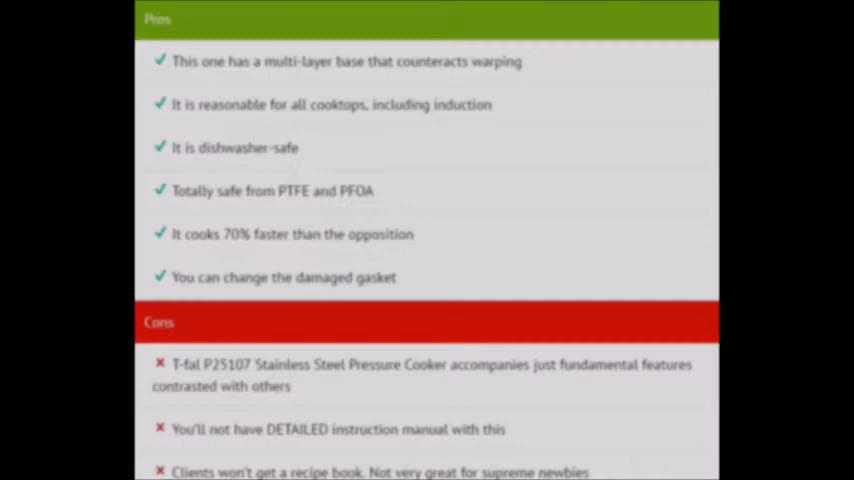 Pros
This one has a multi-layer base that counteracts warping
It is reasonable for all cooktops, including induction
It is dishwasher-safe
Totally safe from PTFE and PFOA
It cooks 70% faster than the opposition
You can change the damaged gasket
Cons
T-fal P25107 Stainless Steel Pressure Cooker accompanies just fundamental features
contrasted with others
You'll not have DETAILED instruction manual with this
Clients won't get a recipe book. Not very great for supreme newbies